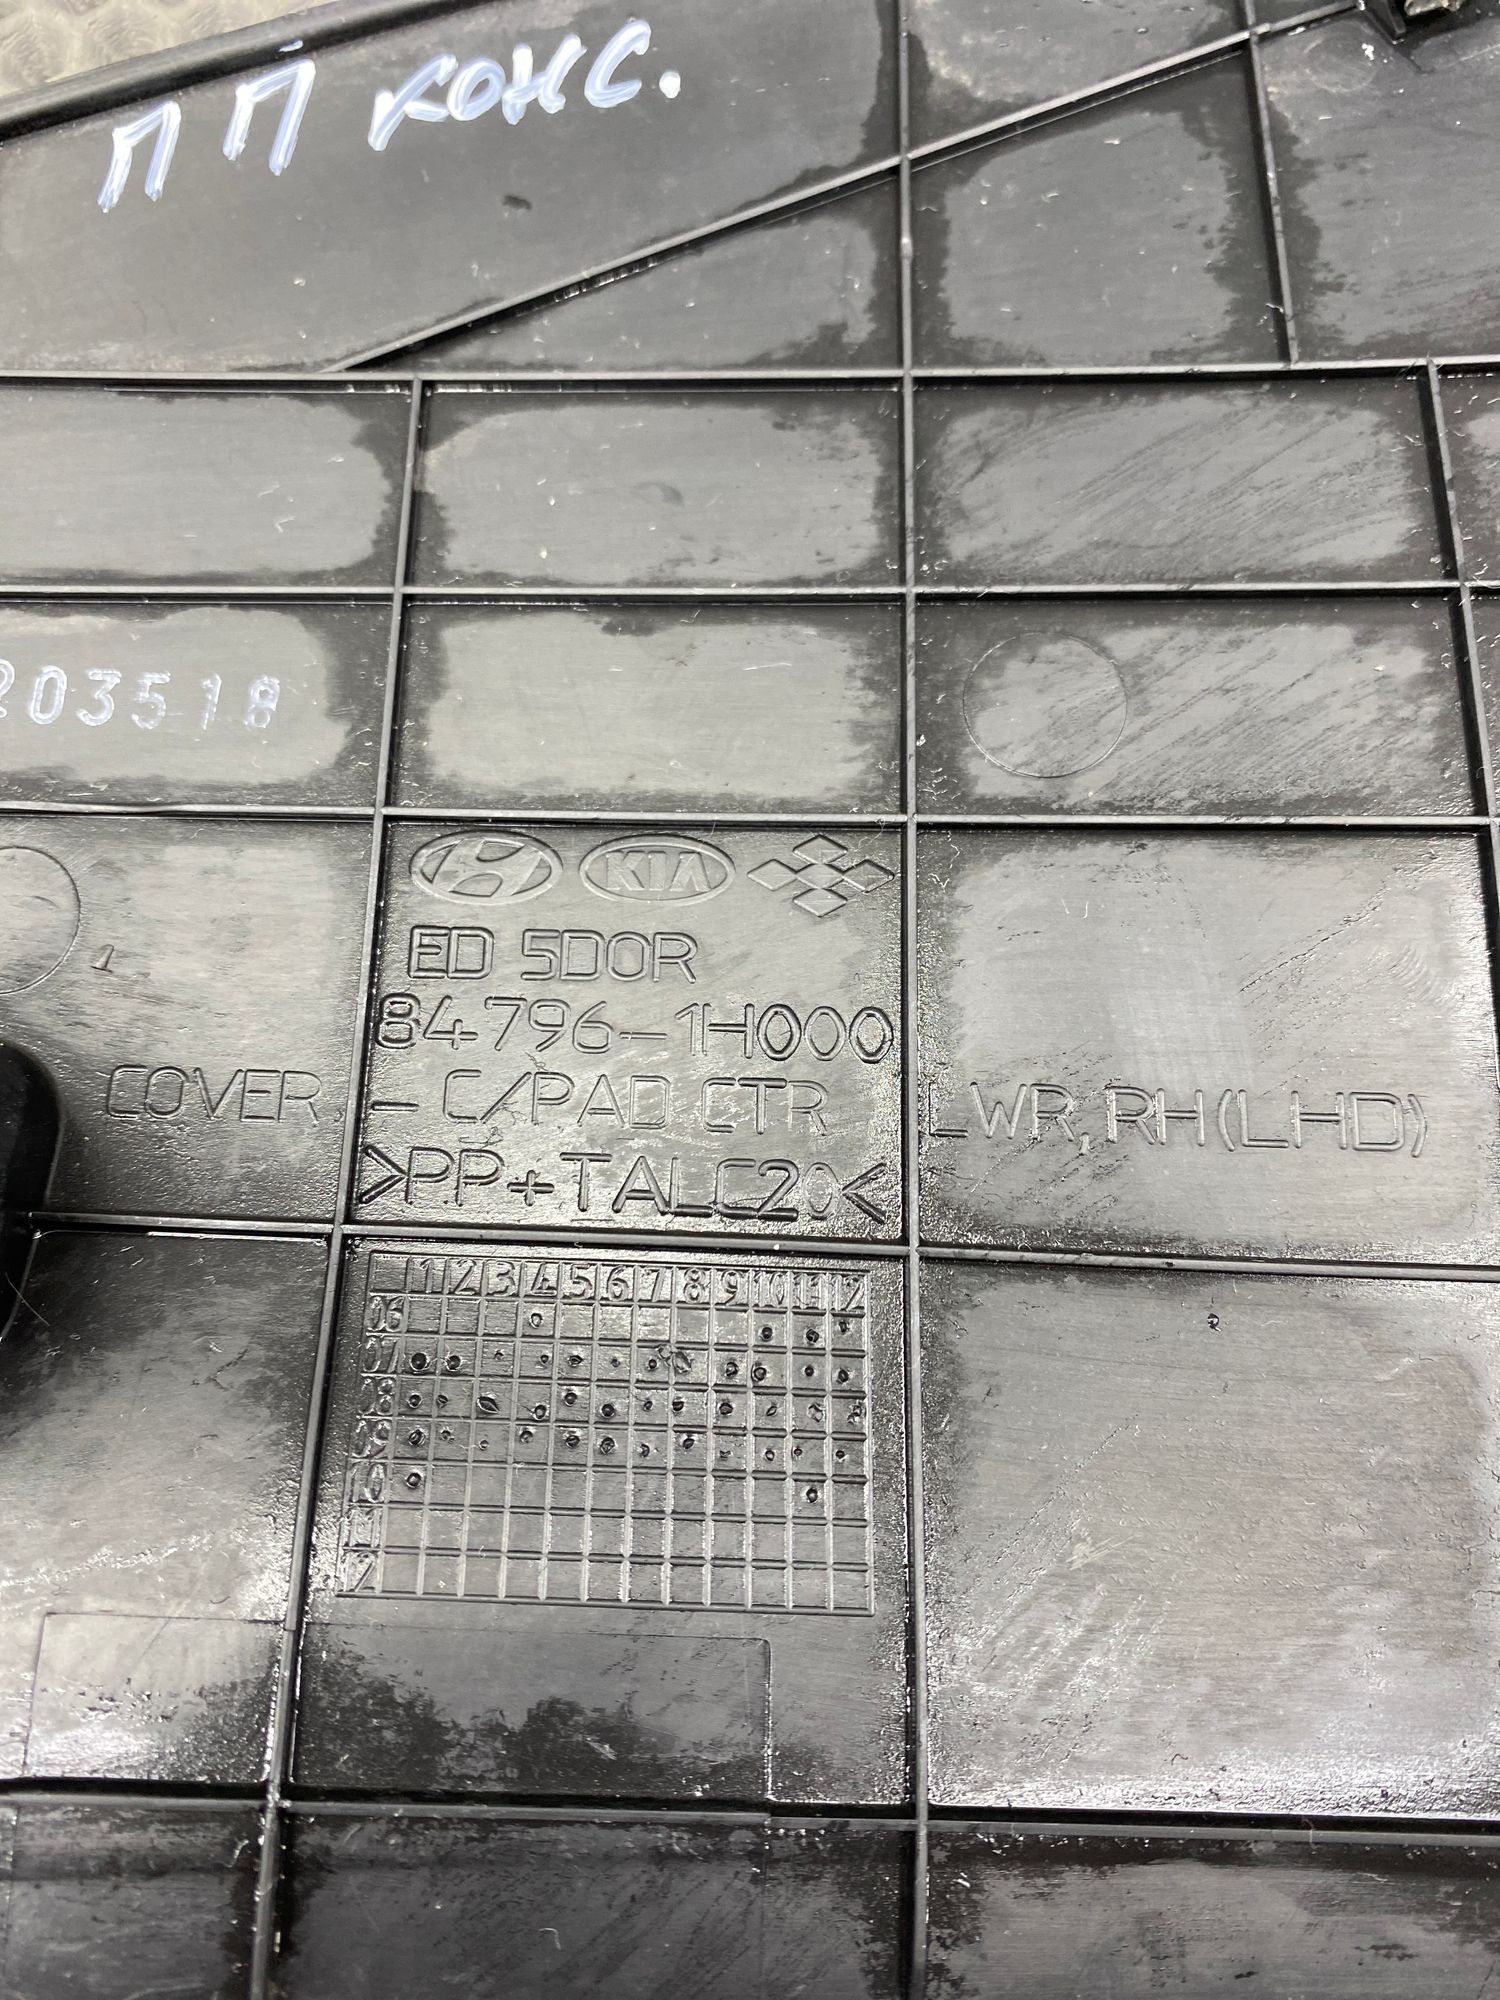 ПП конс.
203518
KIA
ED 5DOR
84796-1H000
COVER - C/PAD CTR LWR, RH(LHD)
>PP+TALC20<
1 2 3 4 5 6 7 8 9 10 11 12
06
07
08
09
10
11
12